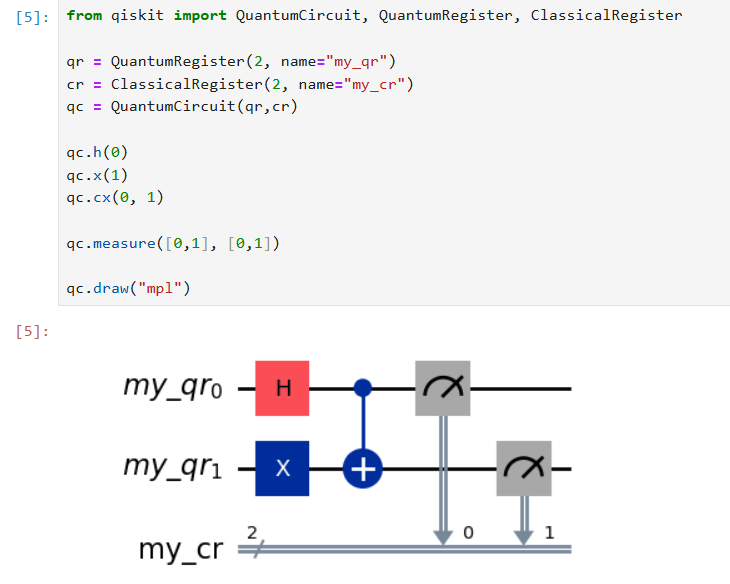 [5]: from qiskit import QuantumCircuit, QuantumRegister, ClassicalRegister
qr = QuantumRegister(2, name="my_qr")
cr = ClassicalRegister(2, name="my_cr")
qc = QuantumCircuit(qr,cr)
qc.h(0)
qc.x(1)
qc.cx(0, 1)
qc.measure([0,1], [0,1])
qc.draw("mpl")
[5]:
my_qr₀ H
my_qr₁ X
my_cr 2 0 1